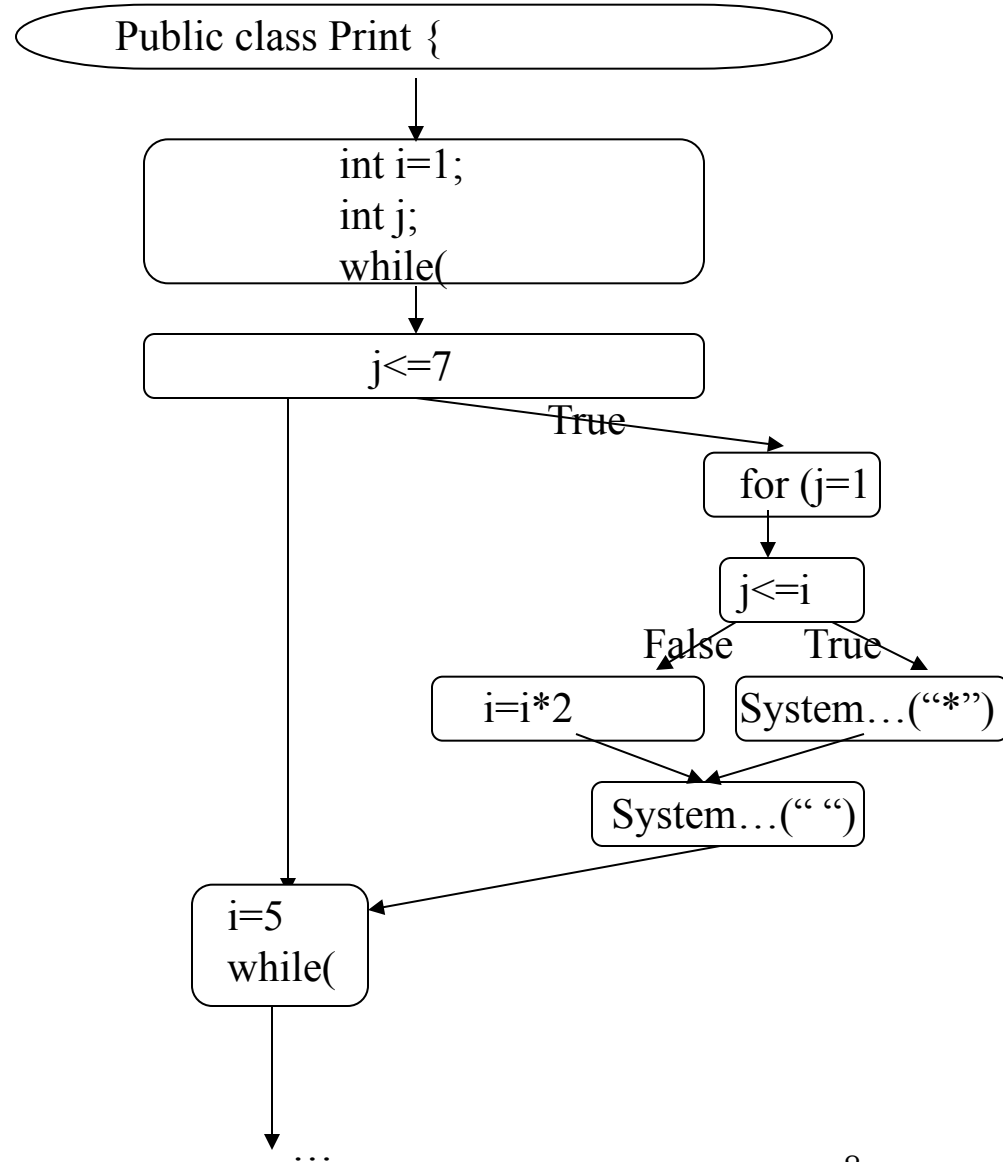 Public class Print {
int i=1;
int j;
while(
j<=7
True
for (j=1
j<=i
False
True
i=i*2
System…(“*”)
System…(“ “)
i=5
while(
…
8